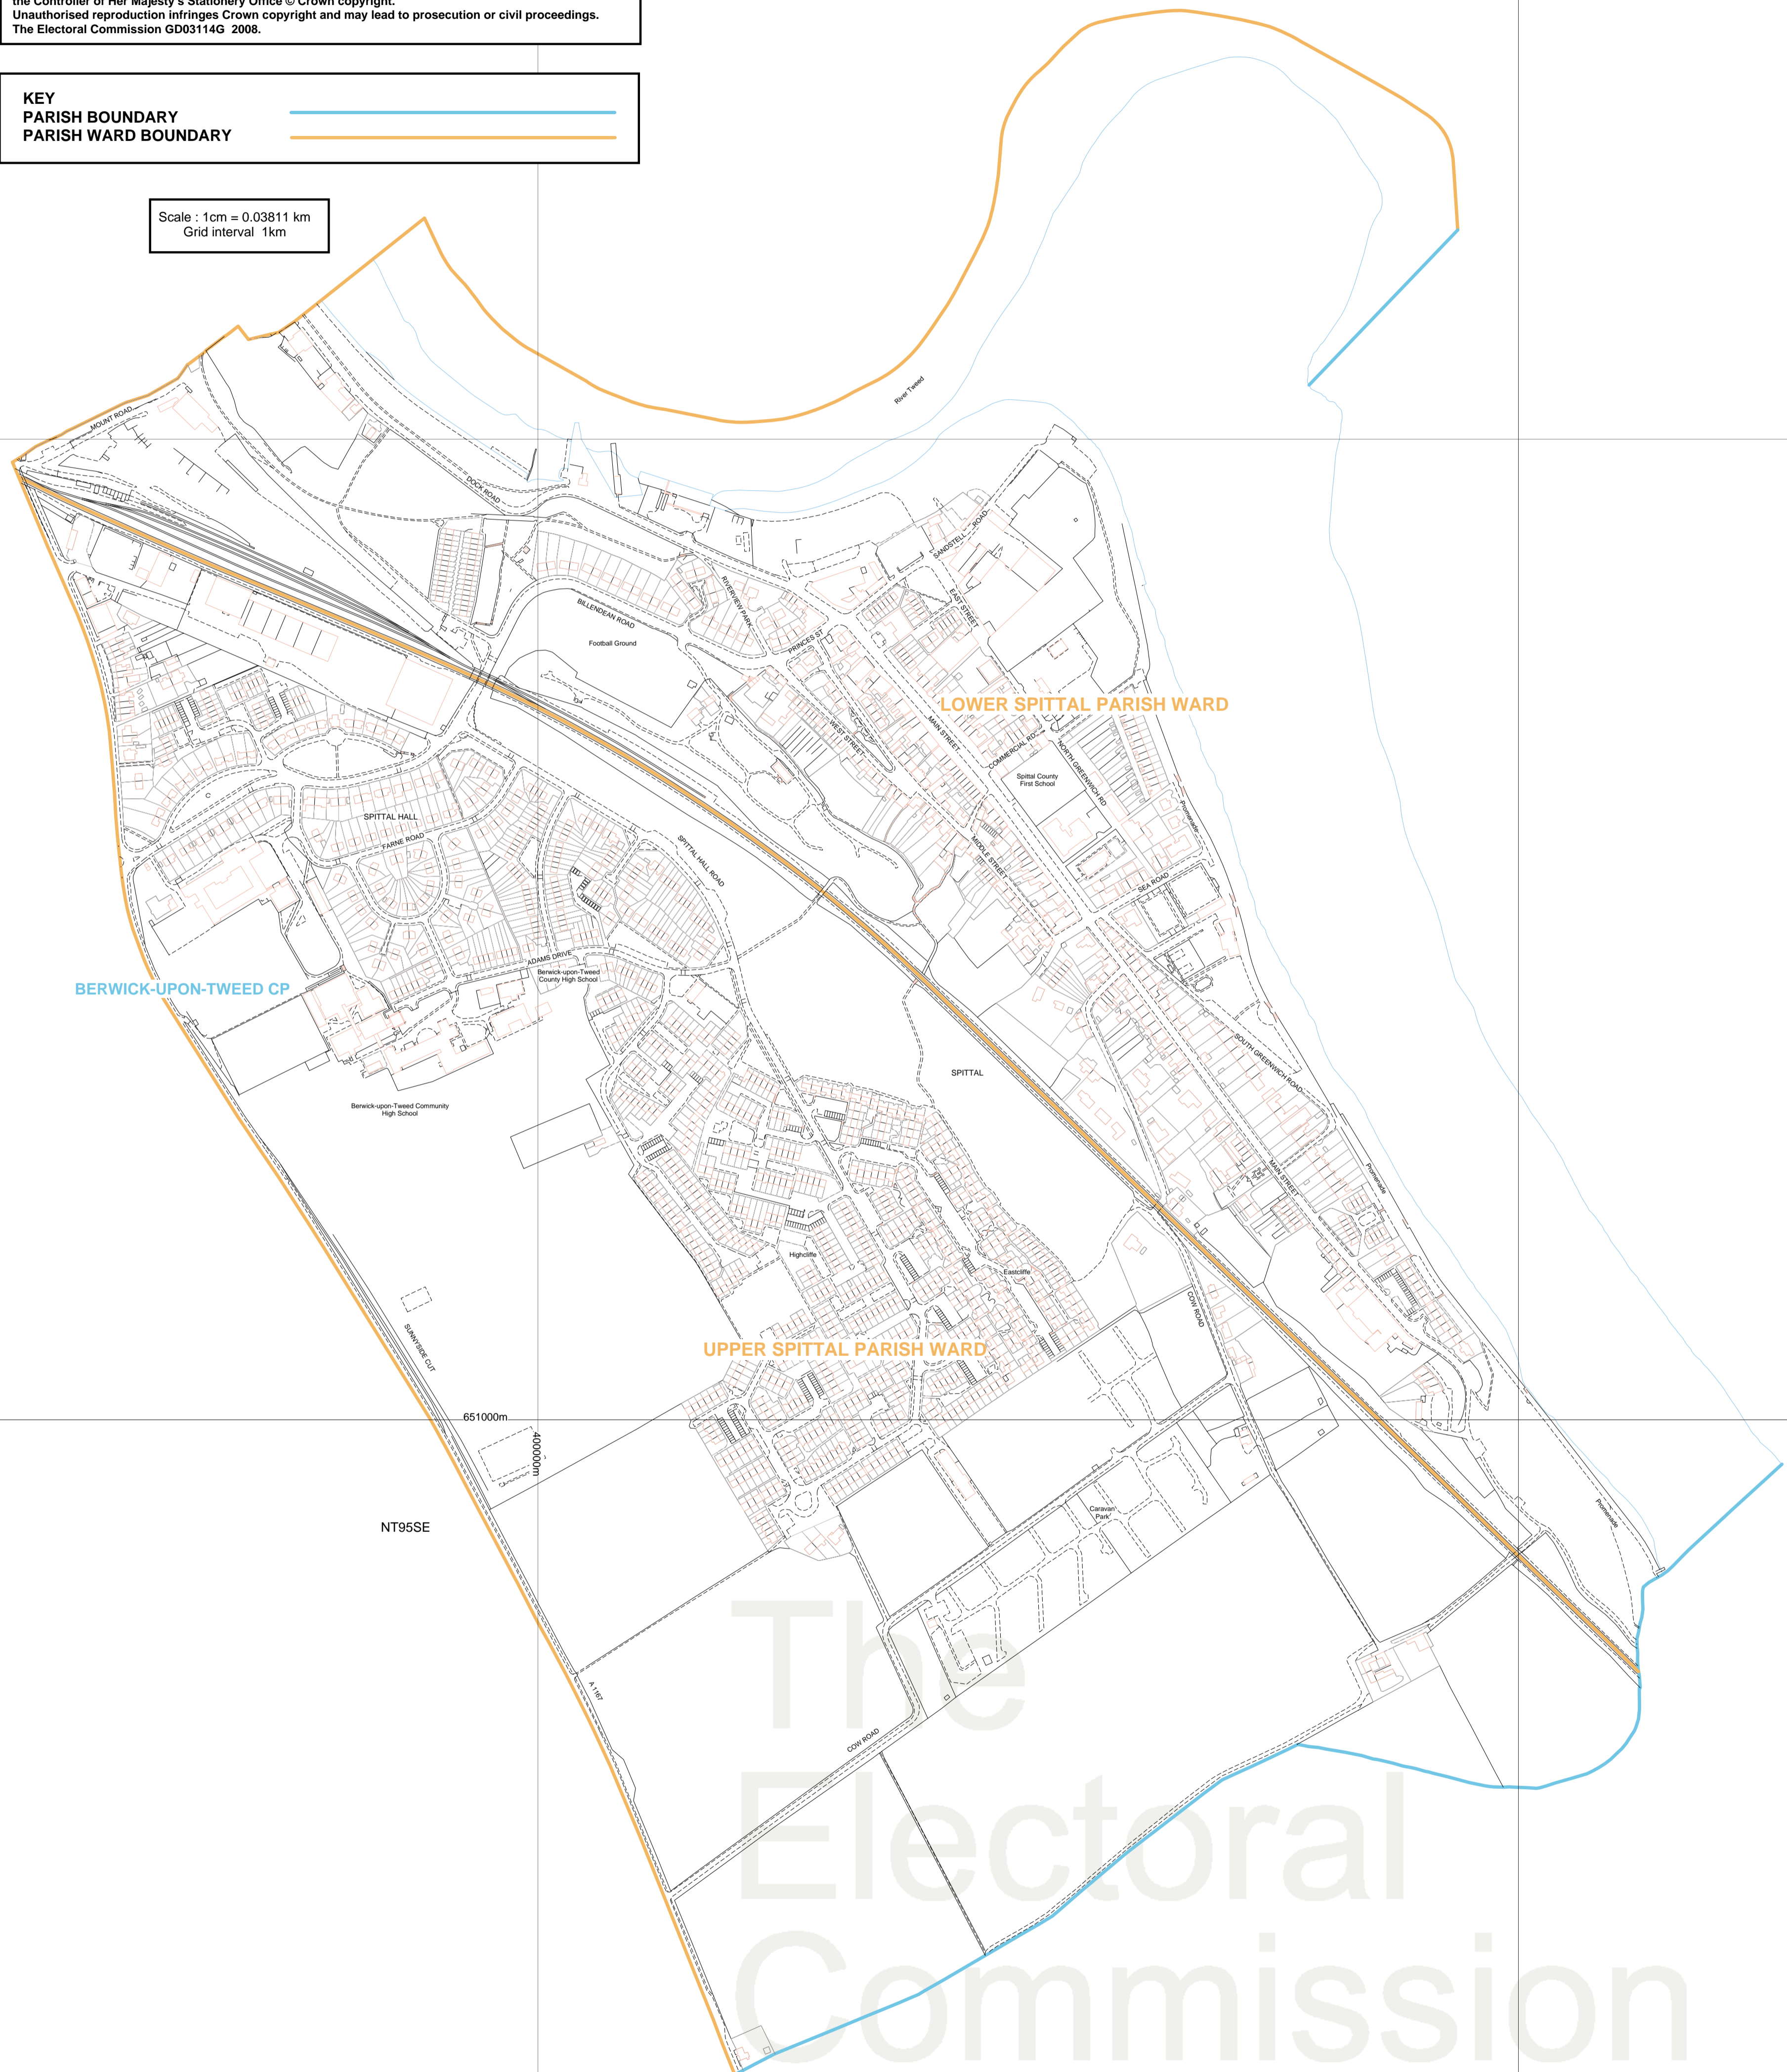 the Controller of Her Majesty's Stationery Office © Crown copyright.
Unauthorised reproduction infringes Crown copyright and may lead to prosecution or civil proceedings.
The Electoral Commission GD03114G 2008.
KEY
PARISH BOUNDARY
PARISH WARD BOUNDARY
Scale : 1cm = 0.03811 km
Grid interval 1km
River Tweed
MOUNT ROAD
DOCK ROAD
SANDSTELL ROAD
EAST STREET
RIVERVIEW PARK
BILLENDEAN ROAD
Football Ground
PRINCES ST
LOWER SPITTAL PARISH WARD
WEST STREET
MAIN STREET
COMMERCIAL RD
NORTH GREENWICH RD
Spittal County
First School
Promenade
SPITTAL HALL
FARNE ROAD
SPITTAL HALL ROAD
MIDDLE STREET
SEA ROAD
ADAMS DRIVE
Berwick-upon-Tweed
County High School
BERWICK-UPON-TWEED CP
SOUTH GREENWICH ROAD
SPITTAL
Berwick-upon-Tweed Community
High School
MAIN STREET
Promenade
Highcliffe
Eastcliffe
COW ROAD
SUNNYSIDE CUT
UPPER SPITTAL PARISH WARD
651000m
400000m
NT95SE
Caravan
Park
Promenade
A 1167
COW ROAD
The
Electoral
Commission